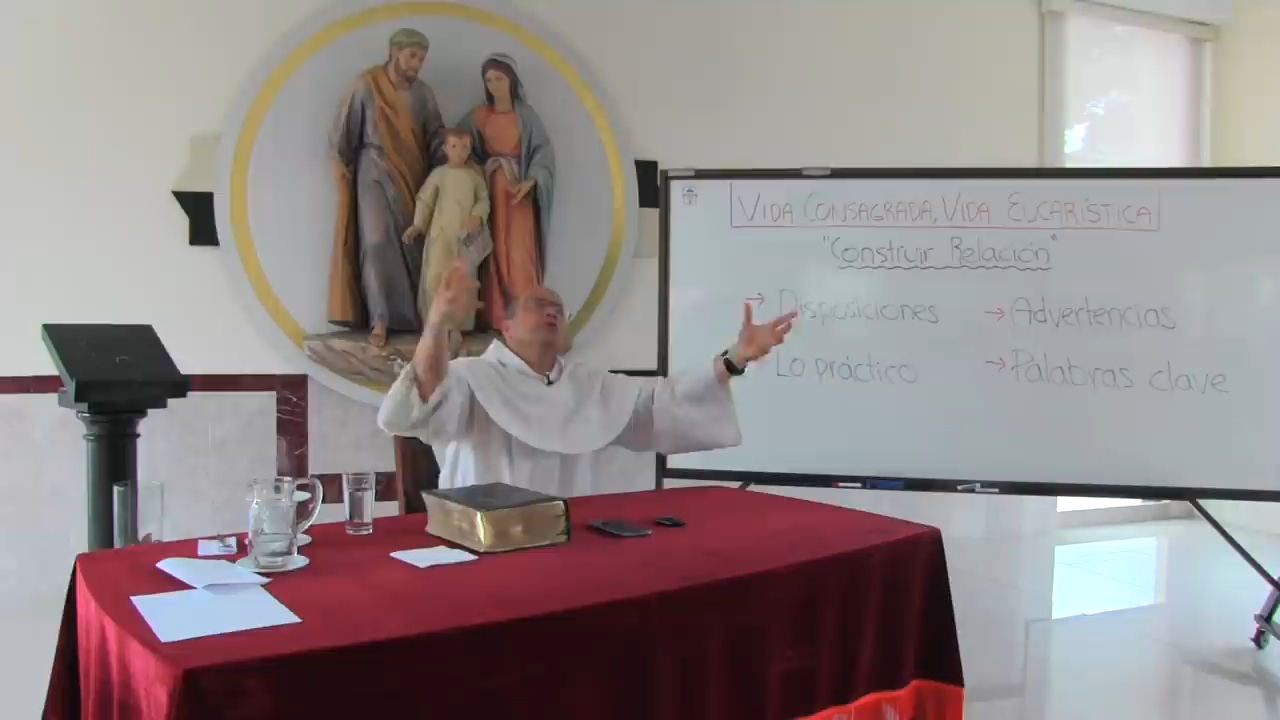 VIDA CONSAGRADA, VIDA EUCARÍSTICA
"Construir Relación"
→ Disposiciones → Advertencias
Lo práctico → Palabras clave